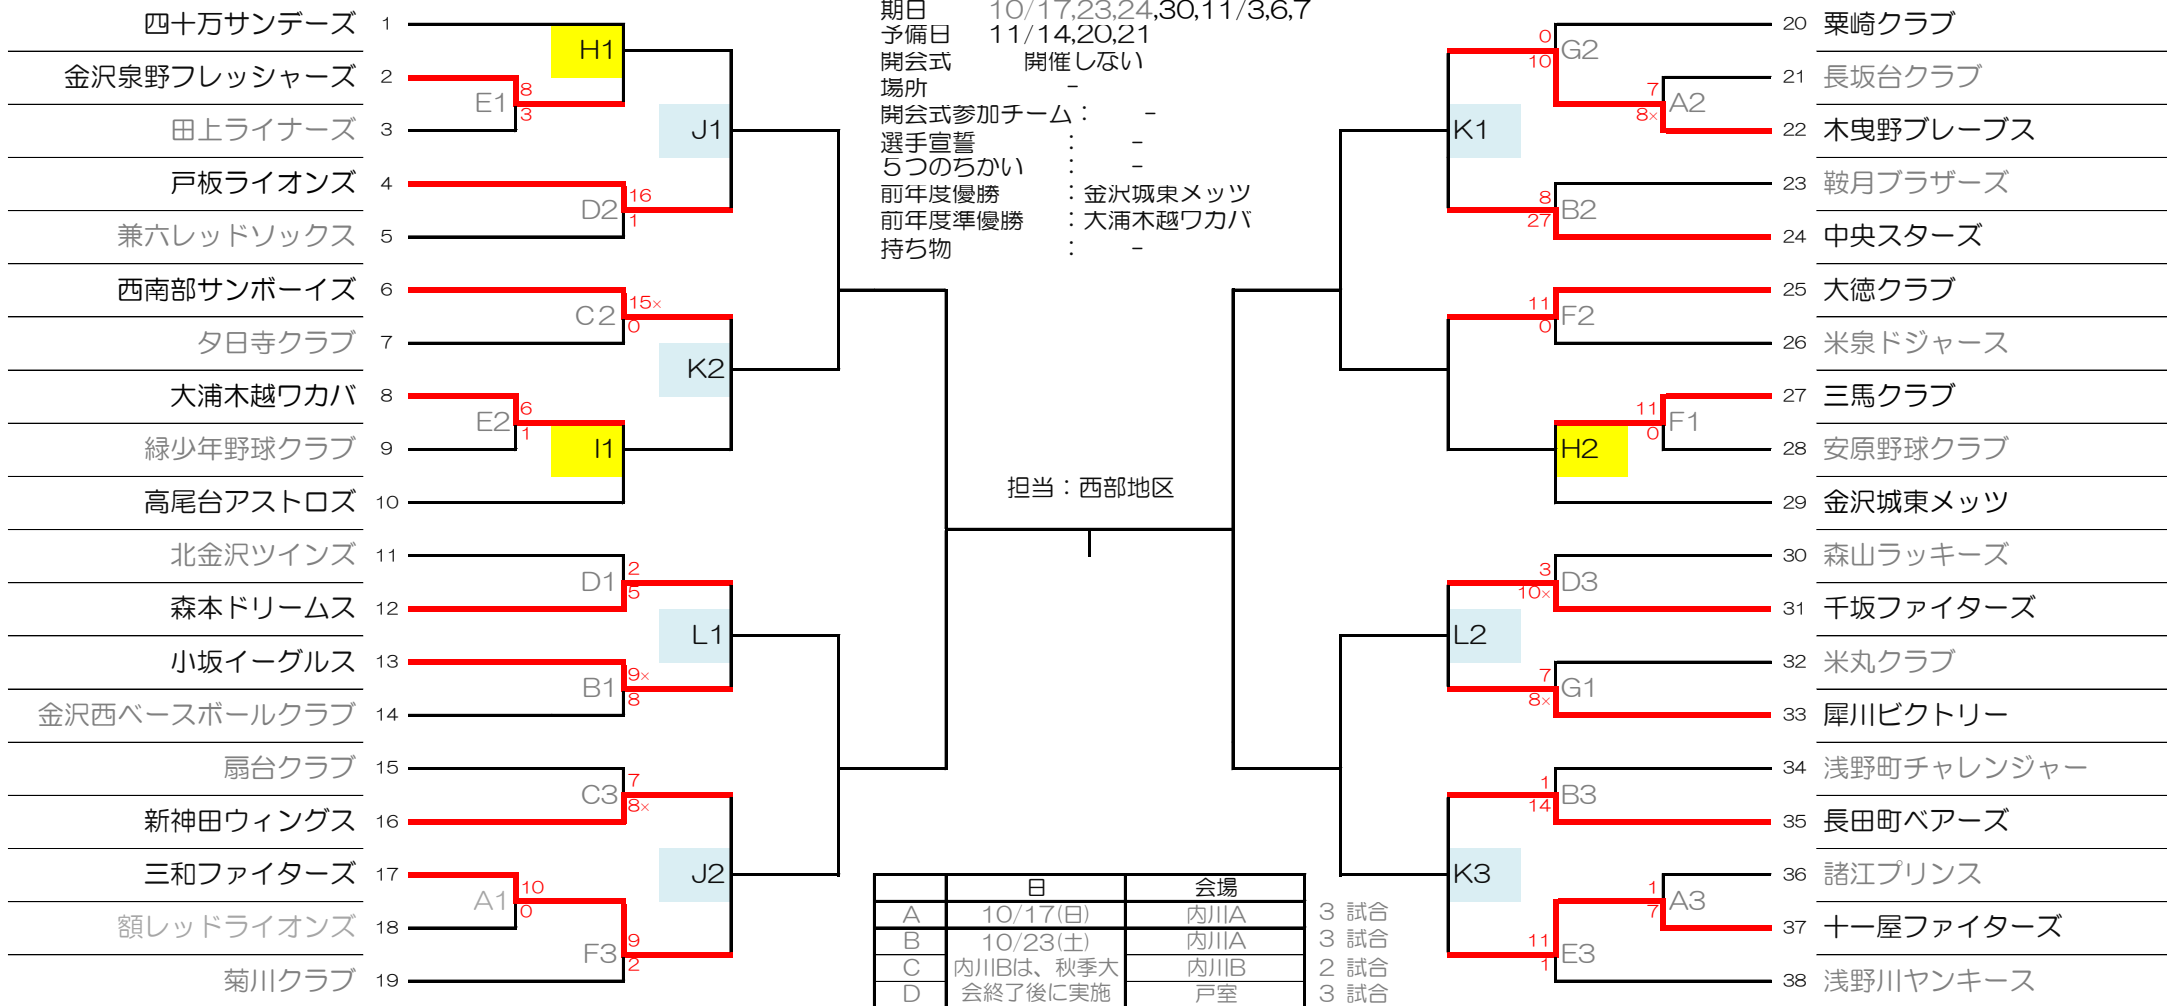 期日 10/17,23,24,30,11/3,6,7
予備日 11/14,20,21
開会式 開催しない
場所 -
開会式参加チーム： -
選手宣誓 ： -
５つのちかい ： -
前年度優勝 ：金沢城東メッツ
前年度準優勝 ：大浦木越ワカバ
持ち物 ： -
四十万サンデーズ 1
H1
金沢泉野フレッシャーズ 2
8
E1
3
田上ライナーズ 3
J1
戸板ライオンズ 4
16
D2
1
兼六レッドソックス 5
西南部サンボーイズ 6
15×
C2
0
夕日寺クラブ 7
K2
大浦木越ワカバ 8
6
E2
1
緑少年野球クラブ 9
I1
高尾台アストロズ 10
北金沢ツインズ 11
2
D1
5
森本ドリームス 12
L1
小坂イーグルス 13
9×
B1
8
金沢西ベースボールクラブ 14
扇台クラブ 15
7
C3
8×
新神田ウィングス 16
J2
三和ファイターズ 17
10
A1
0
額レッドライオンズ 18
9
F3
2
菊川クラブ 19
担当：西部地区
20 粟崎クラブ
0
G2
10
21 長坂台クラブ
7
A2
8×
22 木曳野ブレーブス
K1
23 鞍月ブラザーズ
8
B2
27
24 中央スターズ
25 大徳クラブ
11
F2
0
26 米泉ドジャース
27 三馬クラブ
11
F1
0
28 安原野球クラブ
H2
29 金沢城東メッツ
30 森山ラッキーズ
3
D3
10×
31 千坂ファイターズ
L2
32 米丸クラブ
7
G1
8×
33 犀川ビクトリー
34 浅野町チャレンジャー
1
B3
14
35 長田町ベアーズ
K3
36 諸江プリンス
1
A3
7
37 十一屋ファイターズ
11
E3
1
38 浅野川ヤンキース
日 会場
A 10/17(日) 内川A 3 試合
B 10/23(土) 内川A 3 試合
C 内川Bは、秋季大 内川B 2 試合
D 会終了後に実施 戸室 3 試合